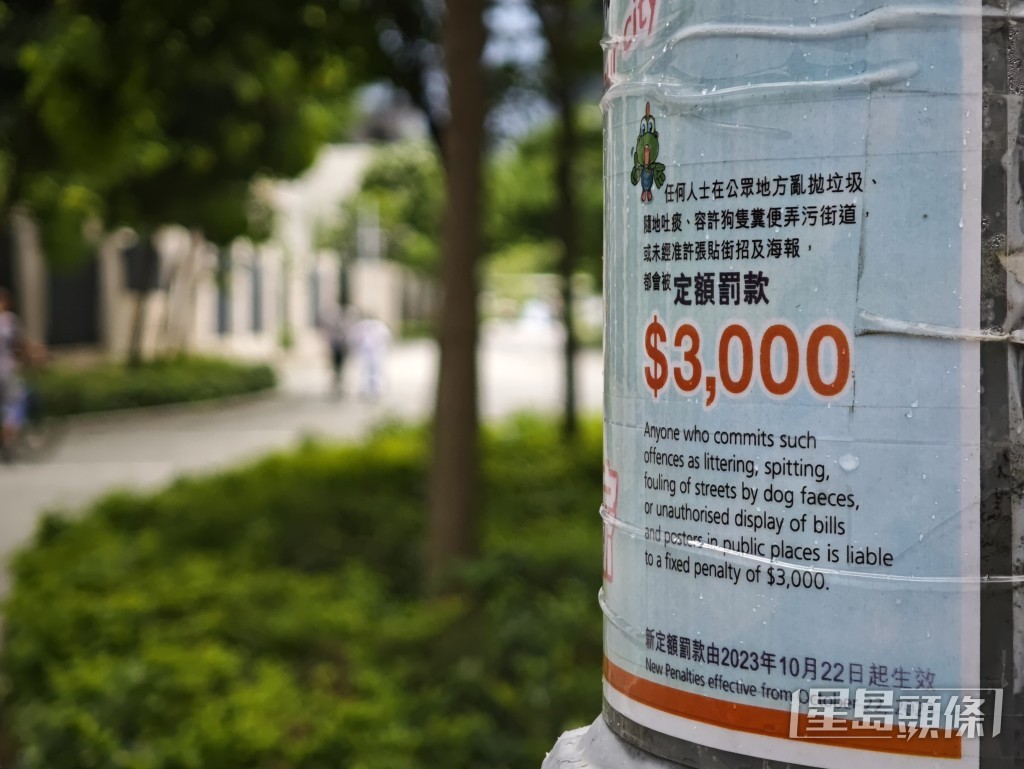 city
任何人士在公眾地方亂拋垃圾、
隨地吐痰、容許狗隻糞便弄污街道，
或未經准許張貼街招及海報，
都會被 定額罰款
$3,000
Anyone who commits such
offences as littering, spitting,
fouling of streets by dog faeces,
or unauthorised display of bills
and posters in public places is liable
to a fixed penalty of $3,000.
新定額罰款由2023年10月22日起生效
New Penalties effective from
星島頭條